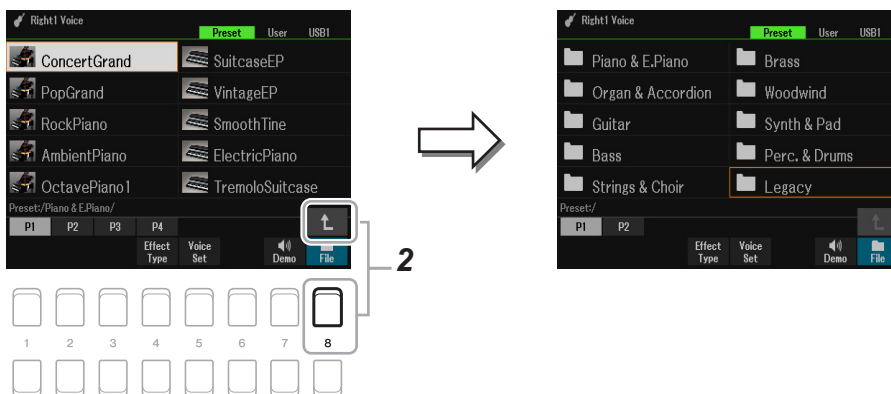 Right1 Voice
Preset User USB1
ConcertGrand SuitcaseEP
PopGrand VintageEP
RockPiano SmoothTine
AmbientPiano ElectricPiano
OctavePiano1 TremoloSuitcase
Preset:/Piano & E.Piano/
P1 P2 P3 P4
Effect Type Voice Set Demo File
2
1 2 3 4 5 6 7 8
Right1 Voice
Preset User USB1
Piano & E.Piano Brass
Organ & Accordion Woodwind
Guitar Synth & Pad
Bass Perc. & Drums
Strings & Choir Legacy
Preset:/
P1 P2
Effect Type Voice Set Demo File